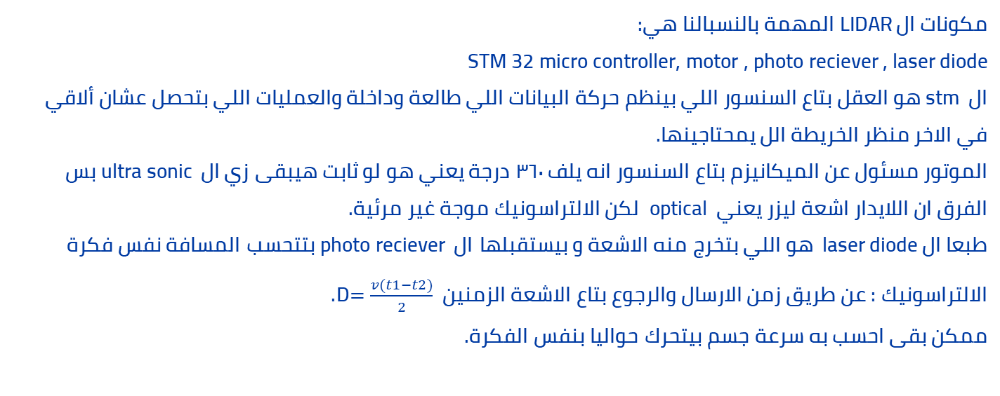 مكونات ال LIDAR المهمة بالنسبالنا هي:
STM 32 micro controller, motor , photo reciever , laser diode
ال stm هو العقل بتاع السنسور اللي بينظم حركة البيانات اللي طالعة وداخلة والعمليات اللي بتحصل عشان ألاقي
في الاخر منظر الخريطة الل يمحتاجينها.
الموتور مسئول عن الميكانيزم بتاع السنسور انه يلف ٣٦٠ درجة يعني هو لو ثابت هيبقى زي ال ultra sonic بس
الفرق ان اللايدار اشعة ليزر يعني optical لكن الالتراسونيك موجة غير مرئية.
طبعا ال laser diode هو اللي بتخرج منه الاشعة و بيستقبلها ال photo reciever بتتحسب المسافة نفس فكرة
الالتراسونيك : عن طريق زمن الارسال والرجوع بتاع الاشعة الزمنين D= v(t1−t2)/2.
ممكن بقى احسب به سرعة جسم بيتحرك حواليا بنفس الفكرة.